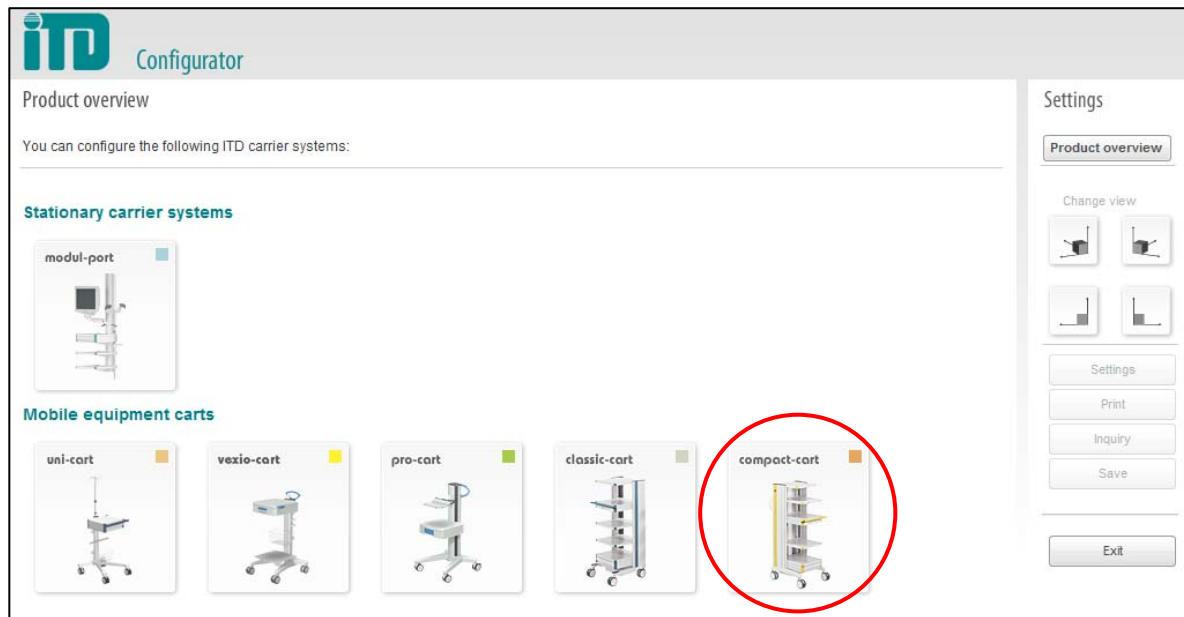 iTD
Configurator
Product overview
You can configure the following ITD carrier systems:
Stationary carrier systems
modul-port
Mobile equipment carts
uni-cart
vexio-cart
pro-cart
classic-cart
compact-cart
Settings
Product overview
Change view
Settings
Print
Inquiry
Save
Exit